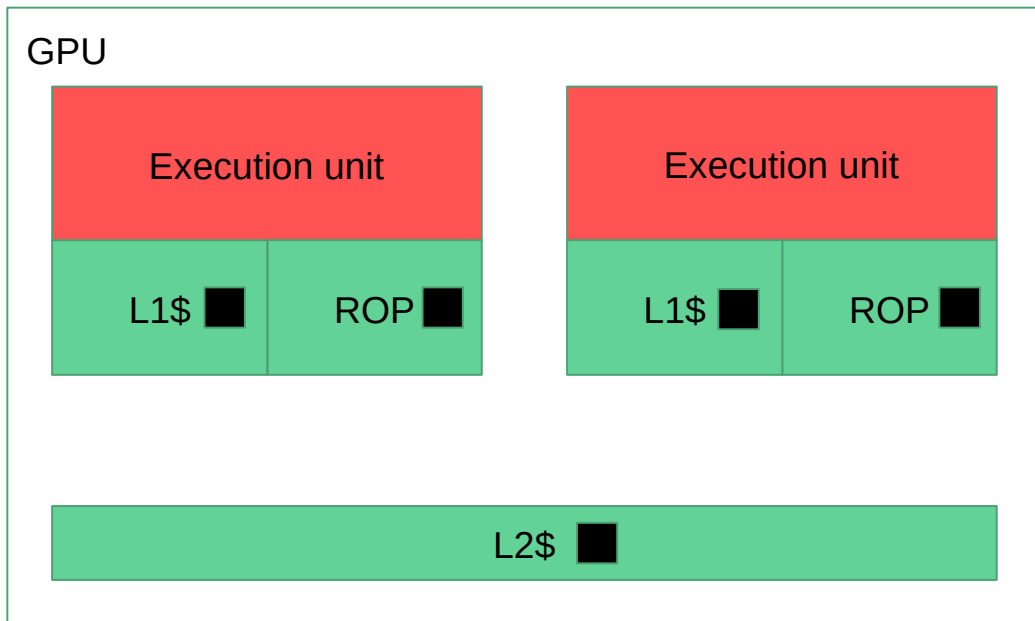 GPU
Execution unit
Execution unit
L1$
ROP
L1$
ROP
L2$